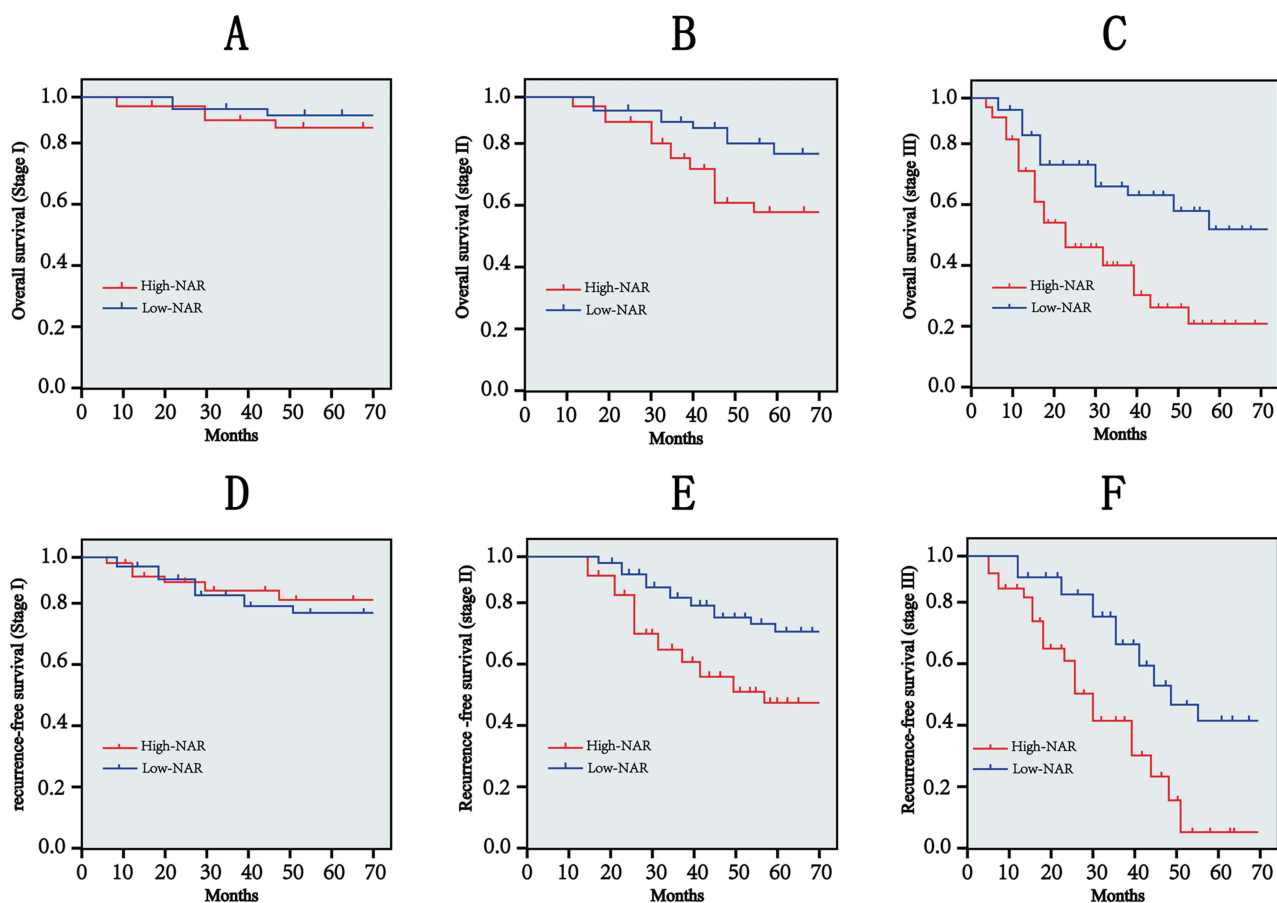 A
Overall survival (Stage I)
1.0
0.8
0.6
0.4
0.2
0.0
High-NAR
Low-NAR
0 10 20 30 40 50 60 70
Months
B
Overall survival (stage II)
1.0
0.8
0.6
0.4
0.2
0.0
High-NAR
Low-NAR
0 10 20 30 40 50 60 70
Months
C
Overall survival (stage III)
1.0
0.8
0.6
0.4
0.2
0.0
High-NAR
Low-NAR
0 10 20 30 40 50 60 70
Months
D
recurrence-free survival (Stage I)
1.0
0.8
0.6
0.4
0.2
0.0
High-NAR
Low-NAR
0 10 20 30 40 50 60 70
Months
E
Recurrence -free survival (stage II)
1.0
0.8
0.6
0.4
0.2
0.0
High-NAR
Low-NAR
0 10 20 30 40 50 60 70
Months
F
Recurrence-free survival (stage III)
1.0
0.8
0.6
0.4
0.2
0.0
High-NAR
Low-NAR
0 10 20 30 40 50 60 70
Months